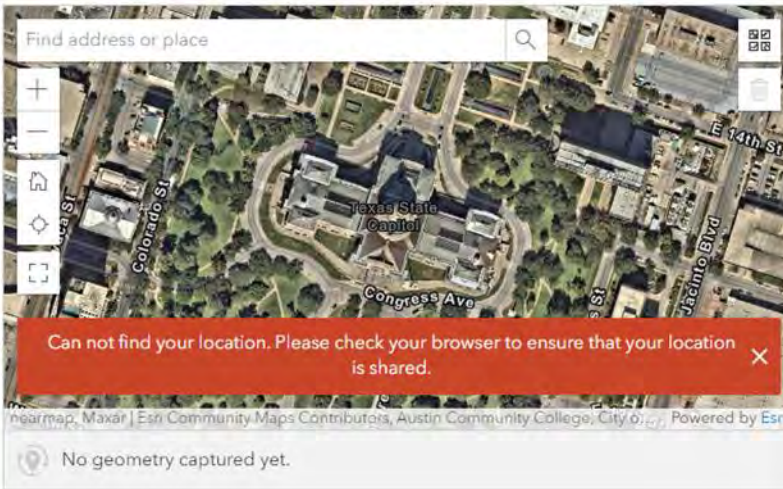 Find address or place
E 14th St
Colorado St
Texas State
Capitol
Jacinto Blvd
Congress Ave
St
Can not find your location. Please check your browser to ensure that your location
is shared.
nearmap, Maxar | Esri Community Maps Contributors, Austin Community College, City o... Powered by Esr
No geometry captured yet.